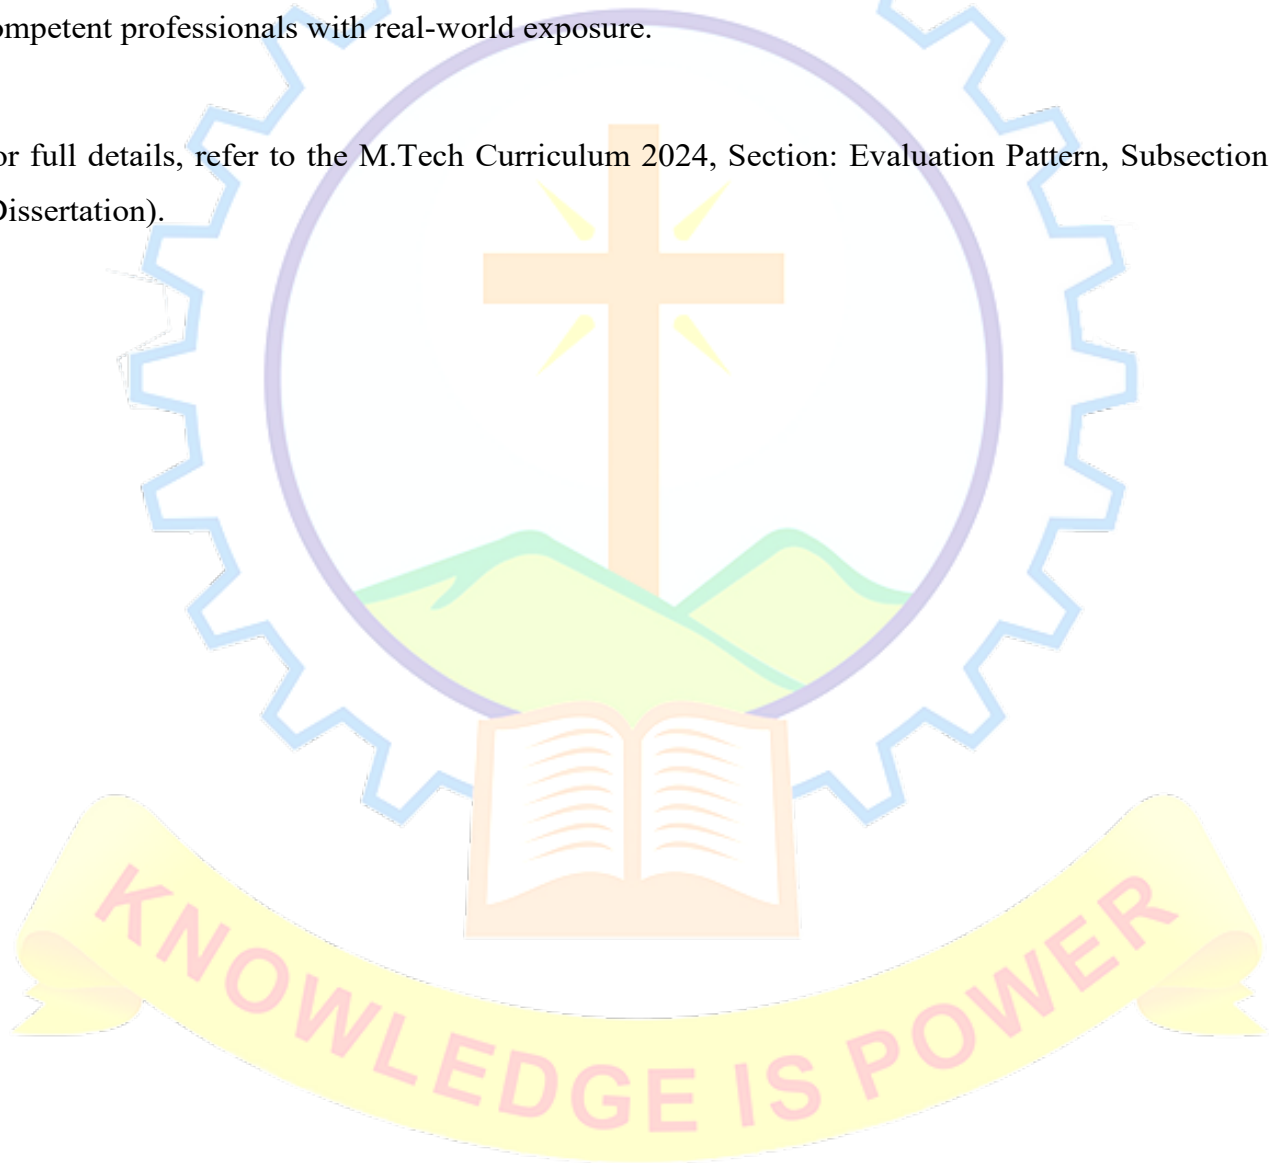 ompetent professionals with real-world exposure.
or full details, refer to the M.Tech Curriculum 2024, Section: Evaluation Pattern, Subsection
Dissertation).
KNOWLEDGE IS POWER